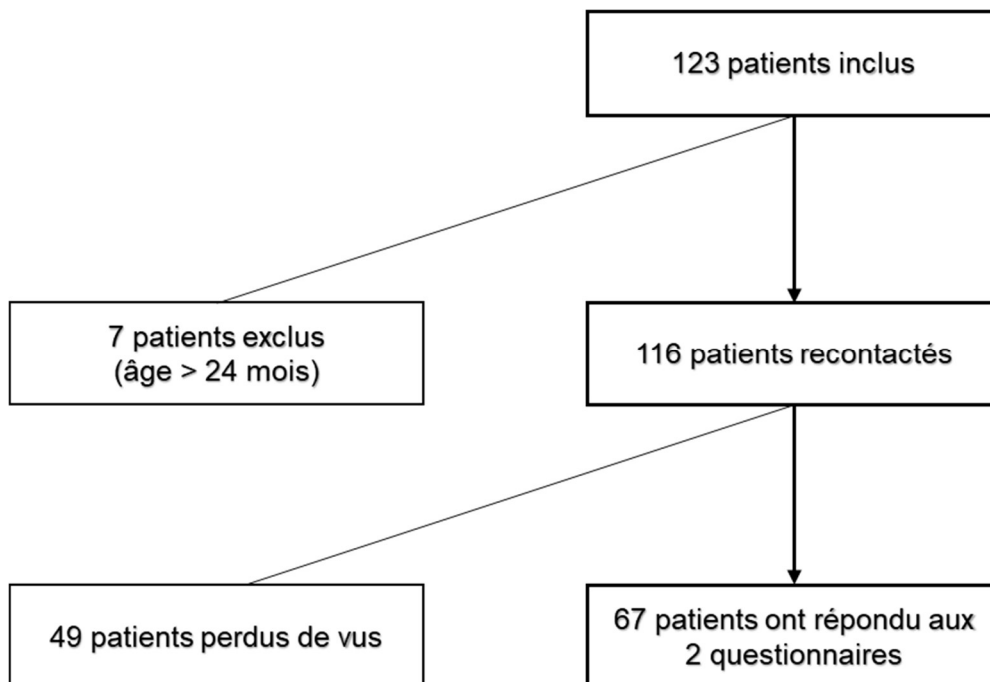 123 patients inclus
7 patients exclus
(âge > 24 mois)
116 patients recontactés
49 patients perdus de vus
67 patients ont répondu aux
2 questionnaires